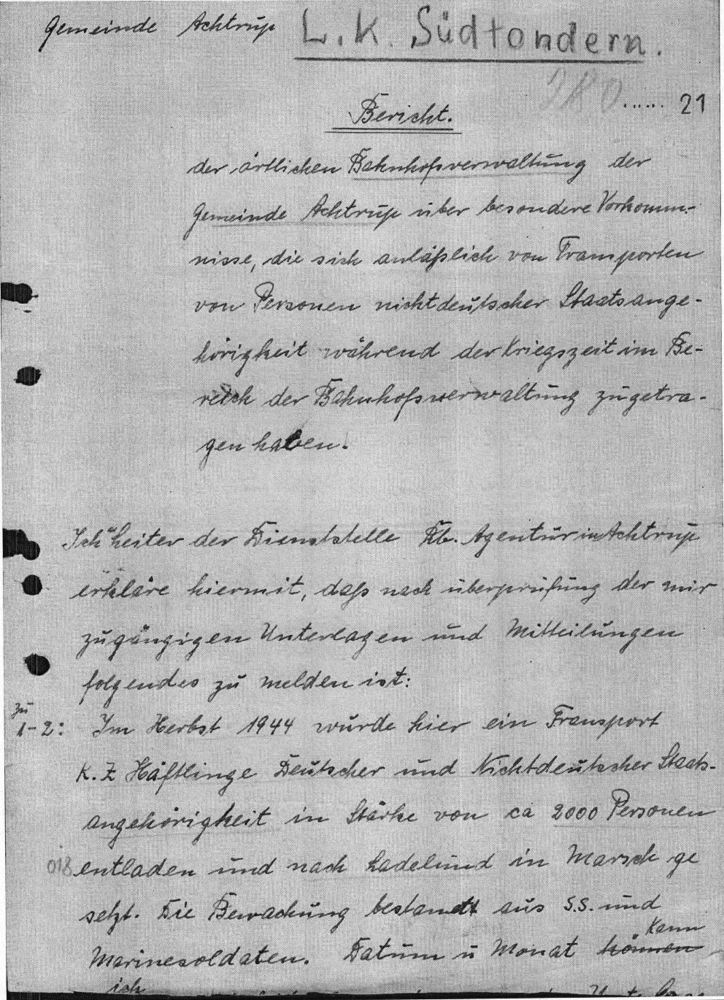 Gemeinde Achtrup L.K. Südtondern.
280 ..... 21
Bericht.
der örtlichen Bahnhofsverwaltung der
Gemeinde Achtrup über besondere Vorkomm-
nisse, die sich anläßlich von Transporten
von Personen nichtdeutscher Staatsange-
hörigkeit während der Kriegszeit im Be-
reich der Bahnhofsverwaltung zugetra-
gen haben.
Ich Leiter der Dienststelle Kb. Agentur in Achtrup
erkläre hiermit, daß nach überprüfung der mir
zugängigen Unterlagen und Mitteilungen
folgendes zu melden ist:
zu
1-2: Im Herbst 1944 wurde hier ein Transport
K.Z Häftlinge Deutscher und Nichtdeutscher Staats-
angehörigkeit in Stärke von ca 2000 Personen
018 entladen und nach Ladelund in Marsch ge
setzt. Die Bewachung bestand aus S.S. und
kann
Marinesoldaten. Datum u Monat können
ich